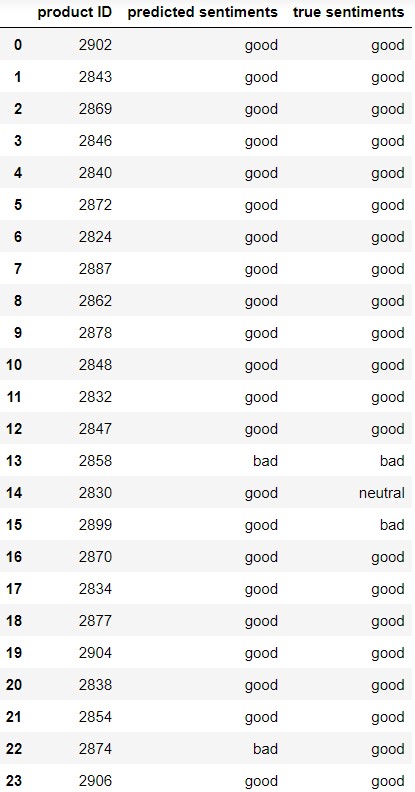 product ID predicted sentiments true sentiments
0 2902 good good
1 2843 good good
2 2869 good good
3 2846 good good
4 2840 good good
5 2872 good good
6 2824 good good
7 2887 good good
8 2862 good good
9 2878 good good
10 2848 good good
11 2832 good good
12 2847 good good
13 2858 bad bad
14 2830 good neutral
15 2899 good bad
16 2870 good good
17 2834 good good
18 2877 good good
19 2904 good good
20 2838 good good
21 2854 good good
22 2874 bad good
23 2906 good good